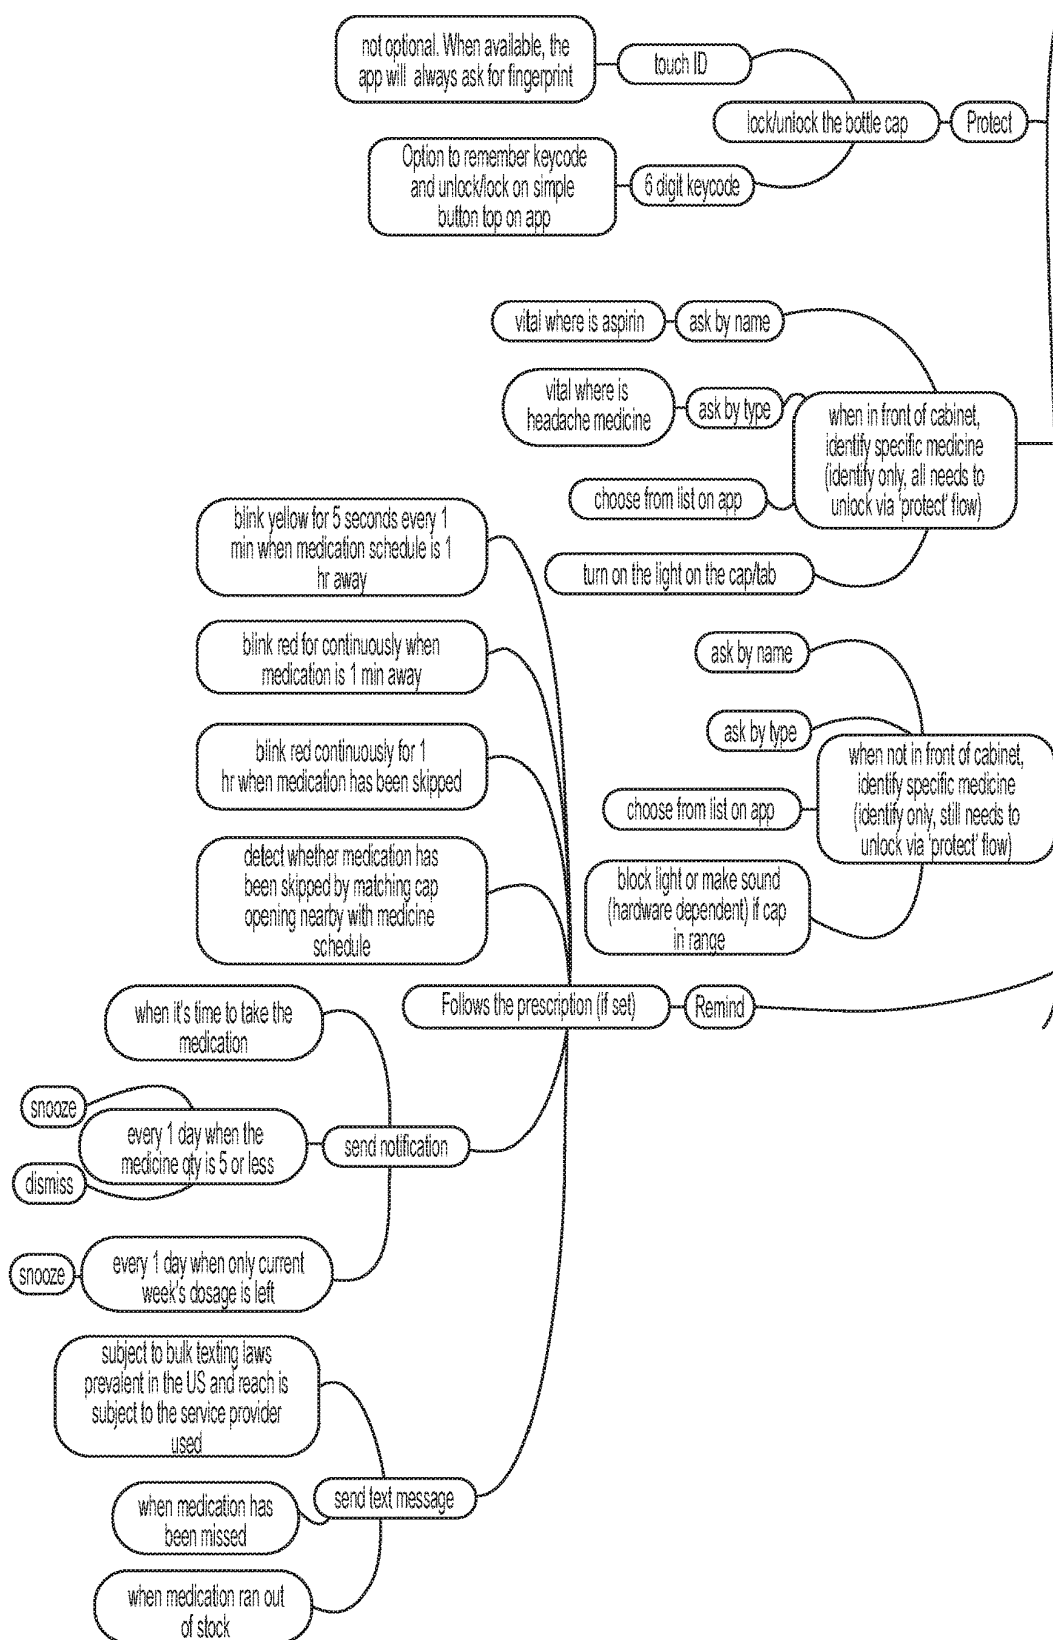 not optional. When available, the
app will always ask for fingerprint
touch ID
lock/unlock the bottle cap
Protect
Option to remember keycode
and unlock/lock on simple
button top on app
6 digit keycode
vital where is aspirin
ask by name
vital where is
headache medicine
ask by type
when in front of cabinet,
identify specific medicine
(identify only, all needs to
unlock via 'protect' flow)
choose from list on app
turn on the light on the cap/tab
blink yellow for 5 seconds every 1
min when medication schedule is 1
hr away
blink red for continuously when
medication is 1 min away
blink red continuously for 1
hr when medication has been skipped
detect whether medication has
been skipped by matching cap
opening nearby with medicine
schedule
ask by name
ask by type
when not in front of cabinet,
identify specific medicine
(identify only, still needs to
unlock via 'protect' flow)
choose from list on app
block light or make sound
(hardware dependent) if cap
in range
Follows the prescription (if set)
Remind
when it's time to take the
medication
snooze
every 1 day when the
medicine qty is 5 or less
dismiss
send notification
snooze
every 1 day when only current
week's dosage is left
subject to bulk texting laws
prevalent in the US and reach is
subject to the service provider
used
send text message
when medication has
been missed
when medication ran out
of stock